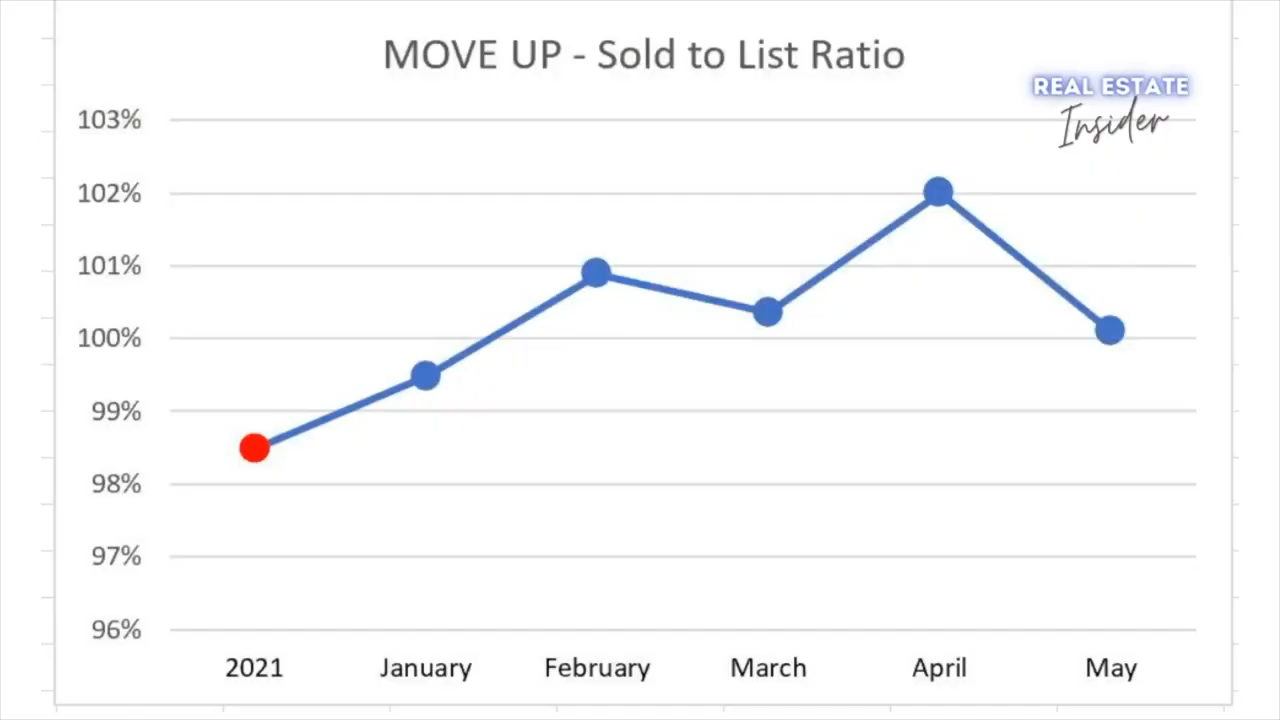 MOVE UP - Sold to List Ratio
REAL ESTATE
Insider
103%
102%
101%
100%
99%
98%
97%
96%
2021 January February March April May